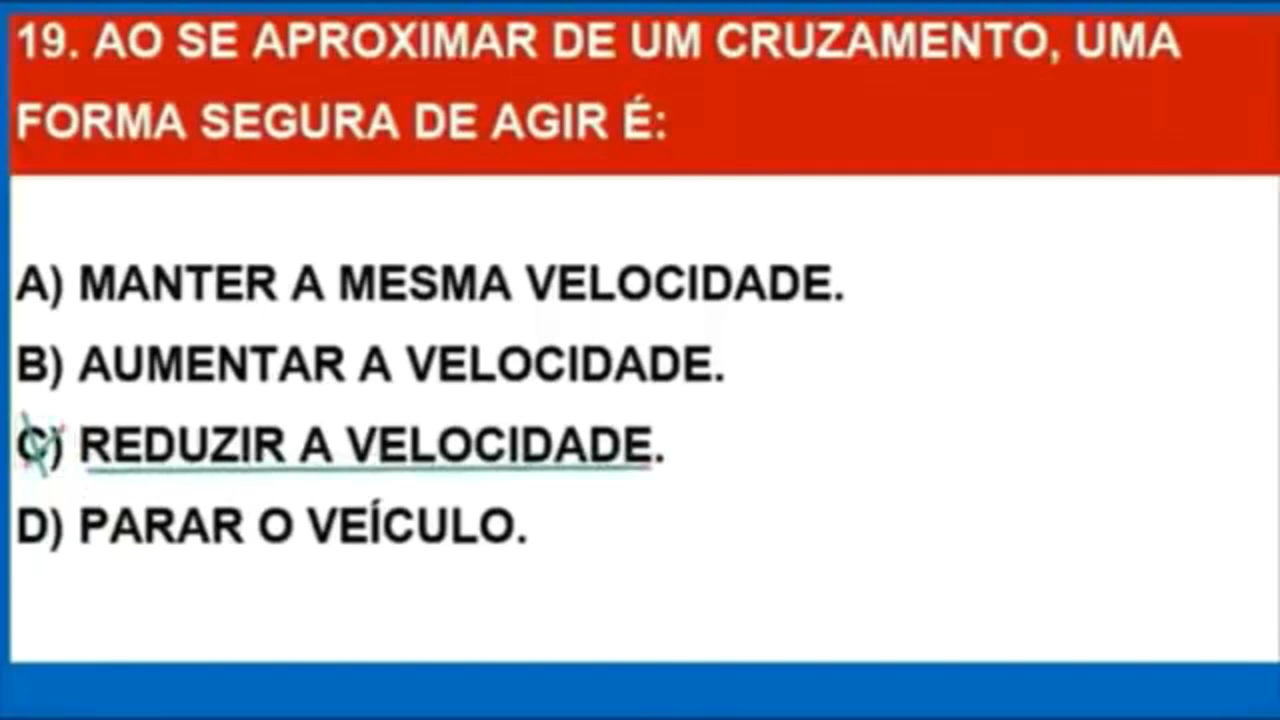 19. AO SE APROXIMAR DE UM CRUZAMENTO, UMA
FORMA SEGURA DE AGIR É:
A) MANTER A MESMA VELOCIDADE.
B) AUMENTAR A VELOCIDADE.
C) REDUZIR A VELOCIDADE.
D) PARAR O VEÍCULO.